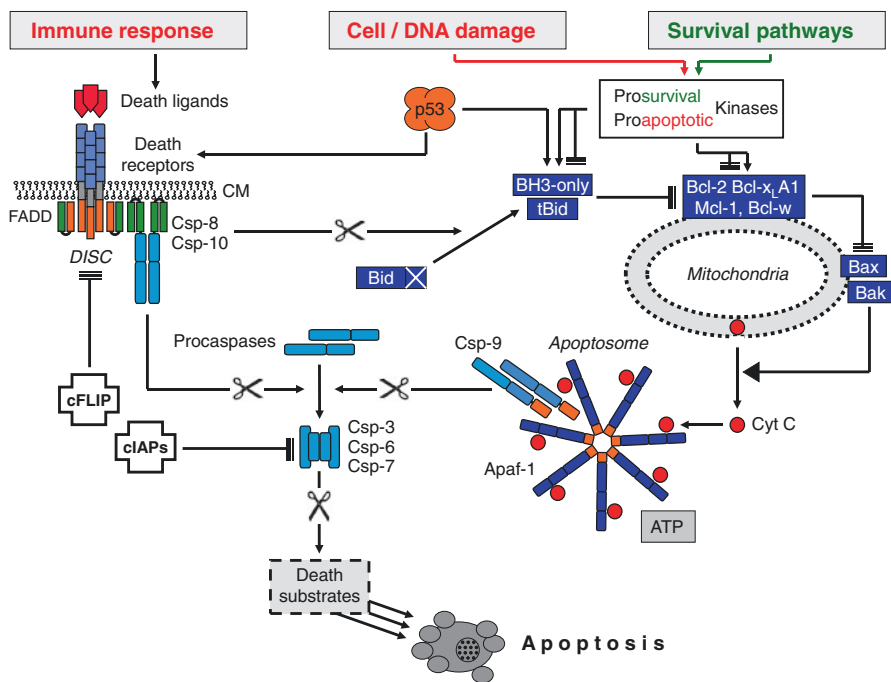 Immune response
Cell / DNA damage
Survival pathways
Death ligands
p53
Prosurvival
Proapoptotic
Kinases
Death
receptors
CM
FADD
BH3-only
tBid
Bcl-2 Bcl-xLA1
Mcl-1, Bcl-w
Csp-8
Csp-10
DISC
Bid
Mitochondria
Bax
Bak
Procaspases
Csp-9
Apoptosome
cFLIP
Cyt C
cIAPs
Csp-3
Csp-6
Csp-7
Apaf-1
ATP
Death
substrates
Apoptosis